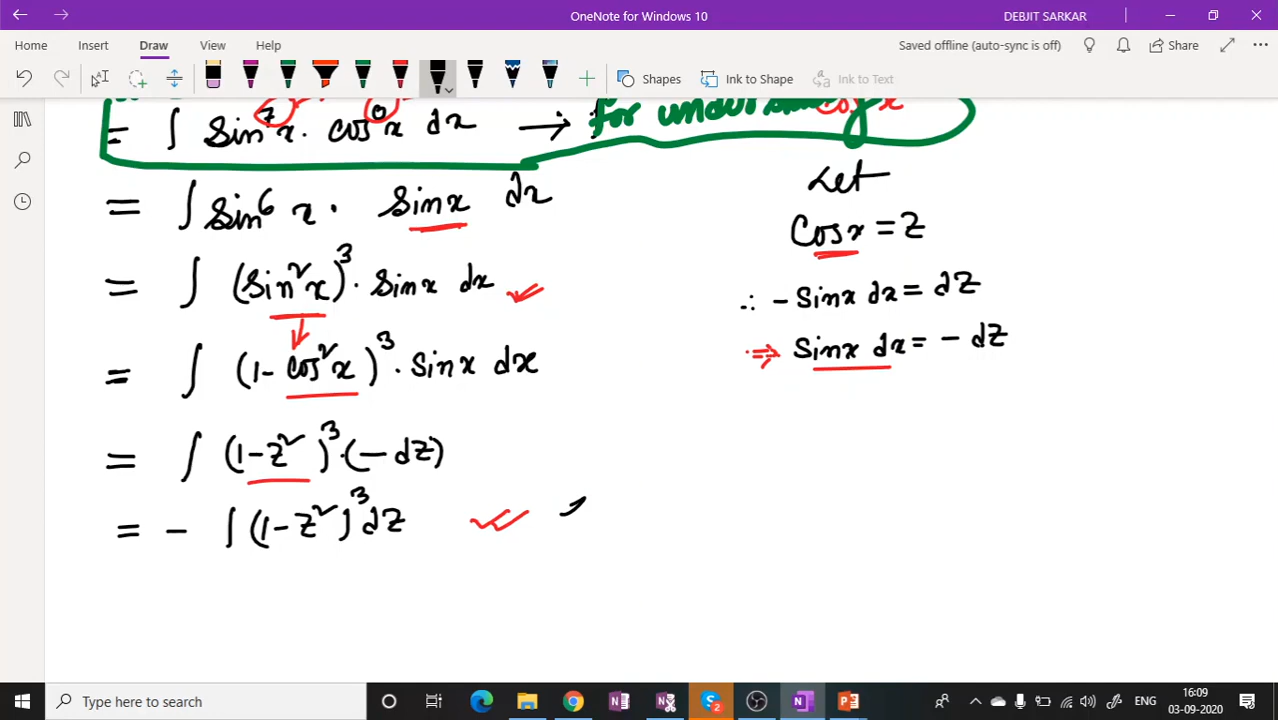 OneNote for Windows 10
DEBJIT SARKAR
Home Insert Draw View Help
Saved offline (auto-sync is off)
Share
Shapes
Ink to Shape
Ink to Text
= ∫ Sin⁷x · cos⁰x dx → for understanding
= ∫ Sin⁶ x · Sinx dx
= ∫ (Sin²x)³ · Sinx dx
= ∫ (1 - cos²x)³ · Sinx dx
= ∫ (1 - z²)³ · (- dz)
= - ∫ (1 - z²)³ dz
Let
Cosx = z
∴ - Sinx dx = dz
⇒ Sinx dx = - dz
Type here to search
ENG
16:09
03-09-2020